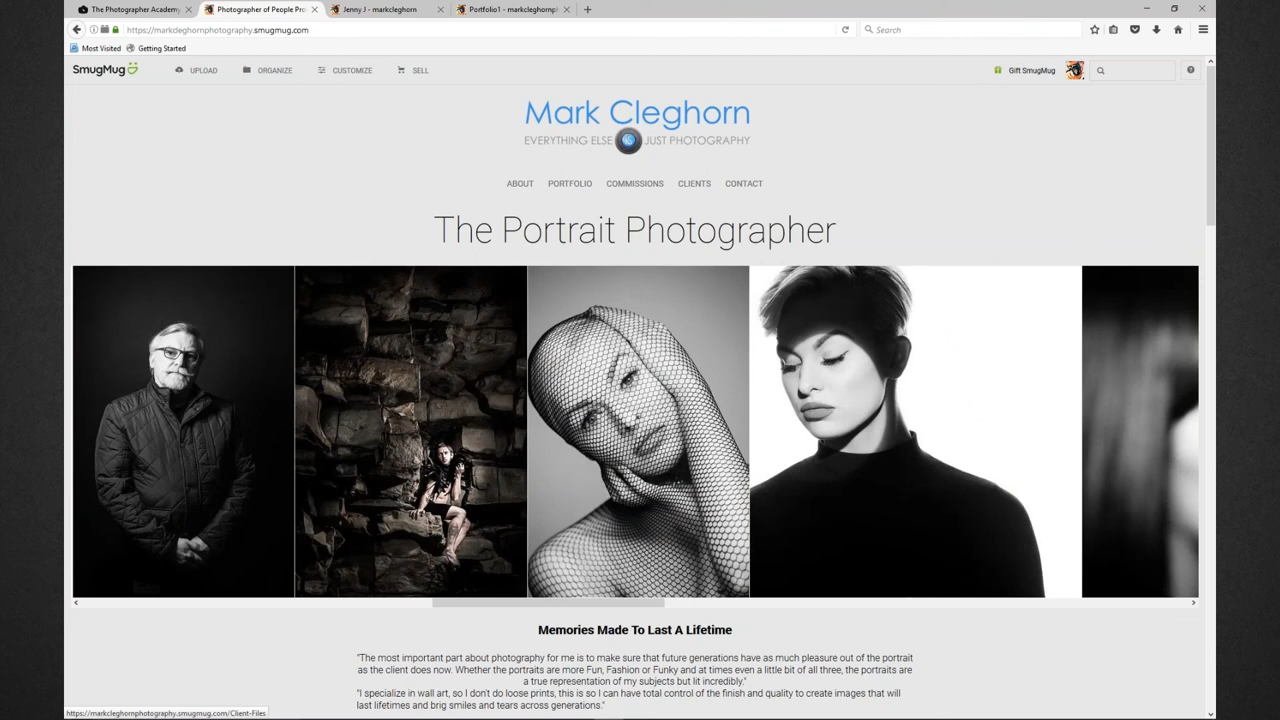 The Photographer Academy
Photographer of People Pro
Jenny J - markcleghorn
Portfolio1 - markcleghornph
https://markcleghornphotography.smugmug.com
Search
Most Visited
Getting Started
SmugMug
UPLOAD
ORGANIZE
CUSTOMIZE
SELL
Gift SmugMug
Mark Cleghorn
EVERYTHING ELSE JUST PHOTOGRAPHY
ABOUT PORTFOLIO COMMISSIONS CLIENTS CONTACT
The Portrait Photographer
Memories Made To Last A Lifetime
"The most important part about photography for me is to make sure that future generations have as much pleasure out of the portrait
as the client does now. Whether the portraits are more Fun, Fashion or Funky and at times even a little bit of all three, the portraits are
a true representation of my subjects but lit incredibly."
"I specialize in wall art, so I don't do loose prints, this is so I can have total control of the finish and quality to create images that will
last lifetimes and brig smiles and tears across generations."
https://markcleghornphotography.smugmug.com/Client-Files